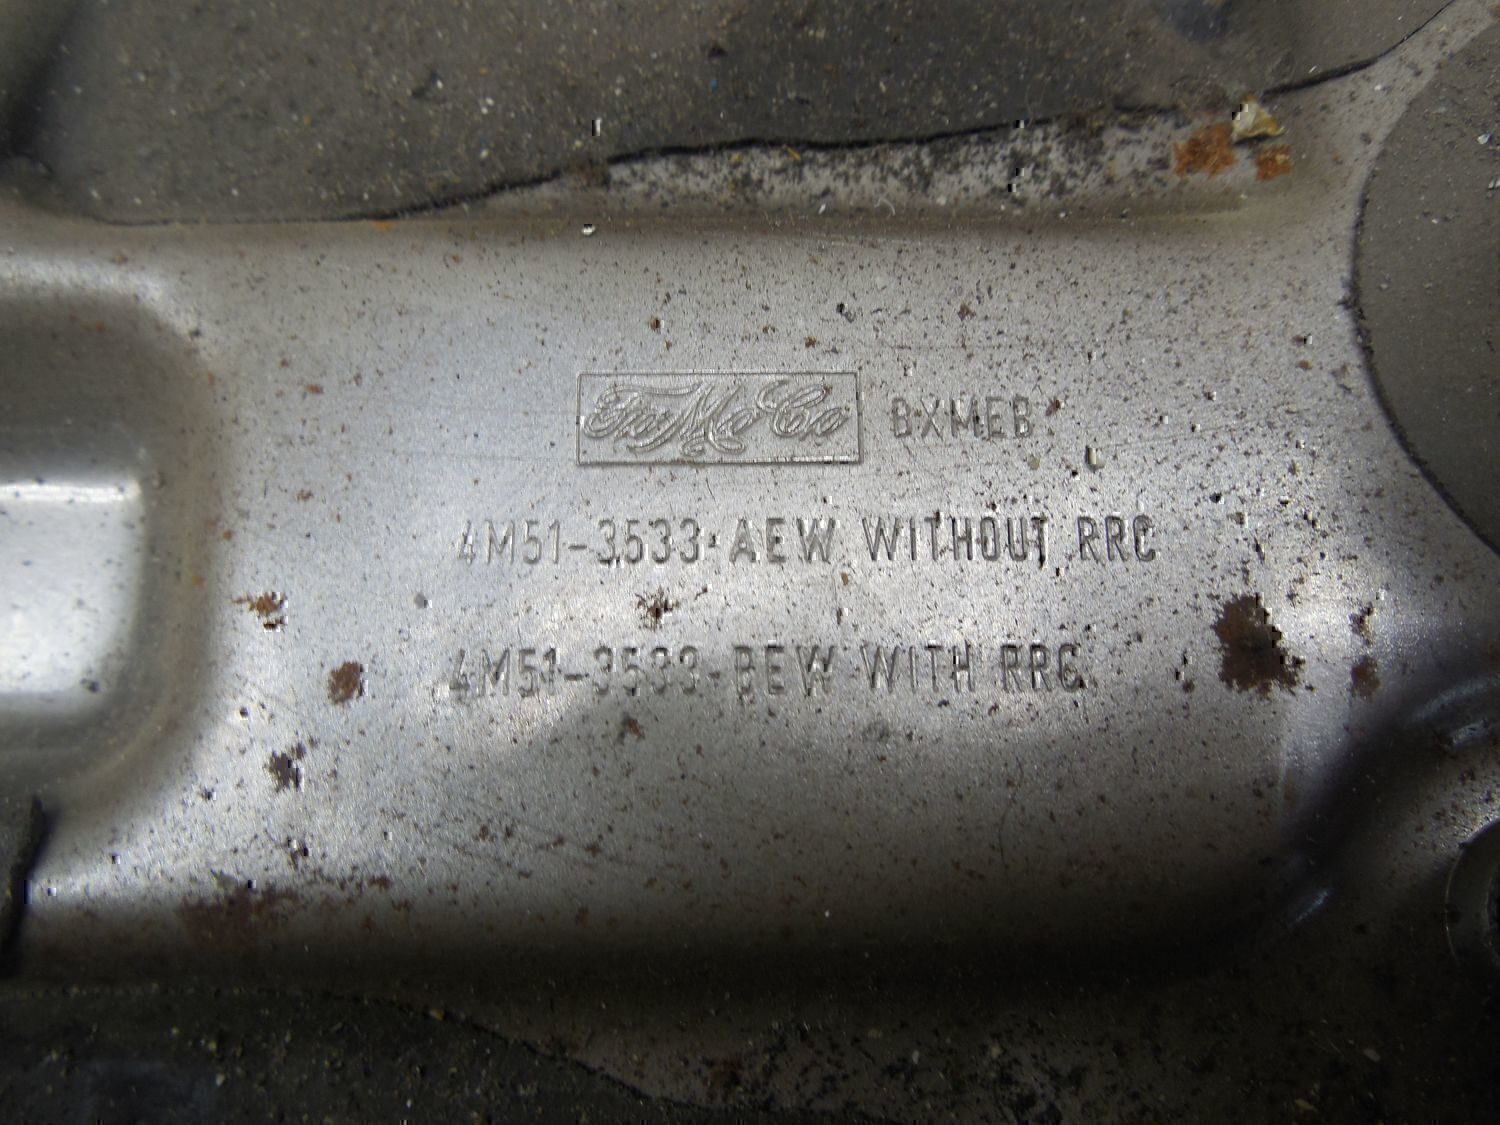 FoMoCo BXMEB
4M51-3533-AEW WITHOUT RRC
4M51-3533-BEW WITH RRC